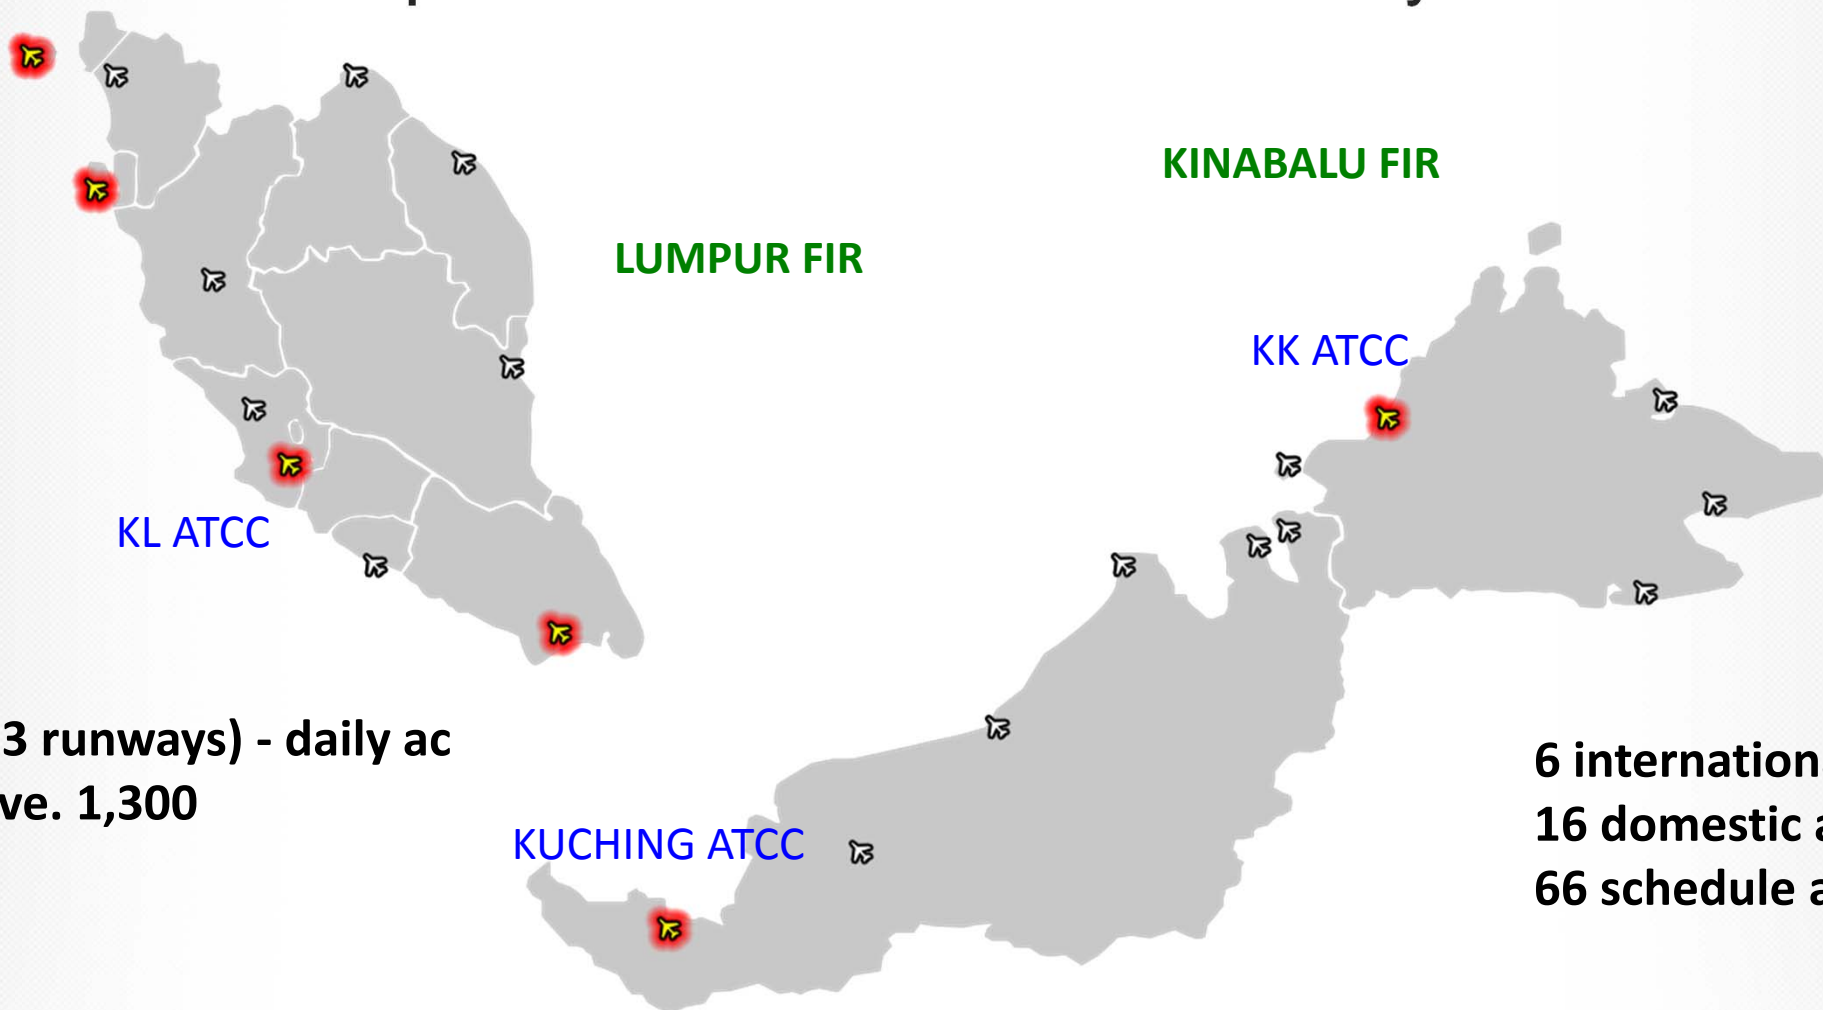 KINABALU FIR
LUMPUR FIR
KK ATCC
KL ATCC
3 runways) - daily ac
ve. 1,300
6 internation
16 domestic a
66 schedule a
KUCHING ATCC